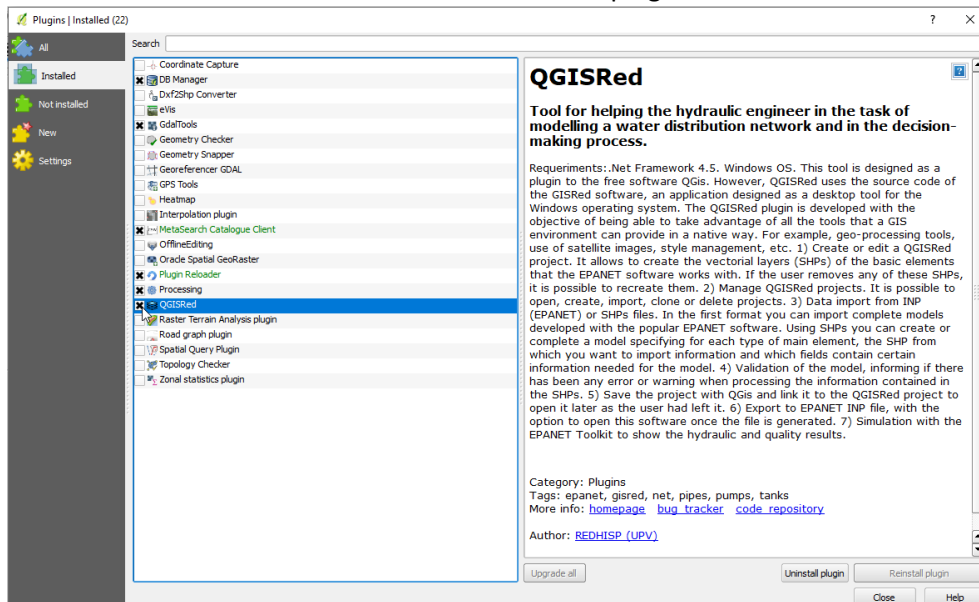 Plugins | Installed (22)
?
All
Installed
Not installed
New
Settings
Search
Coordinate Capture
DB Manager
Dxf2Shp Converter
eVis
GdalTools
Geometry Checker
Geometry Snapper
Georeferencer GDAL
GPS Tools
Heatmap
Interpolation plugin
MetaSearch Catalogue Client
OfflineEditing
Oracle Spatial GeoRaster
Plugin Reloader
Processing
QGISRed
Raster Terrain Analysis plugin
Road graph plugin
Spatial Query Plugin
Topology Checker
Zonal statistics plugin
QGISRed
Tool for helping the hydraulic engineer in the task of
modelling a water distribution network and in the decision-
making process.
Requeriments:.Net Framework 4.5. Windows OS. This tool is designed as a
plugin to the free software QGis. However, QGISRed uses the source code of
the GISRed software, an application designed as a desktop tool for the
Windows operating system. The QGISRed plugin is developed with the
objective of being able to take advantage of all the tools that a GIS
environment can provide in a native way. For example, geo-processing tools,
use of satellite images, style management, etc. 1) Create or edit a QGISRed
project. It allows to create the vectorial layers (SHPs) of the basic elements
that the EPANET software works with. If the user removes any of these SHPs,
it is possible to recreate them. 2) Manage QGISRed projects. It is possible to
open, create, import, clone or delete projects. 3) Data import from INP
(EPANET) or SHPs files. In the first format you can import complete models
developed with the popular EPANET software. Using SHPs you can create or
complete a model specifying for each type of main element, the SHP from
which you want to import information and which fields contain certain
information needed for the model. 4) Validation of the model, informing if there
has been any error or warning when processing the information contained in
the SHPs. 5) Save the project with QGis and link it to the QGISRed project to
open it later as the user had left it. 6) Export to EPANET INP file, with the
option to open this software once the file is generated. 7) Simulation with the
EPANET Toolkit to show the hydraulic and quality results.
Category: Plugins
Tags: epanet, gisred, net, pipes, pumps, tanks
More info: homepage bug tracker code repository
Author: REDHISP (UPV)
Upgrade all
Uninstall plugin
Reinstall plugin
Close
Help